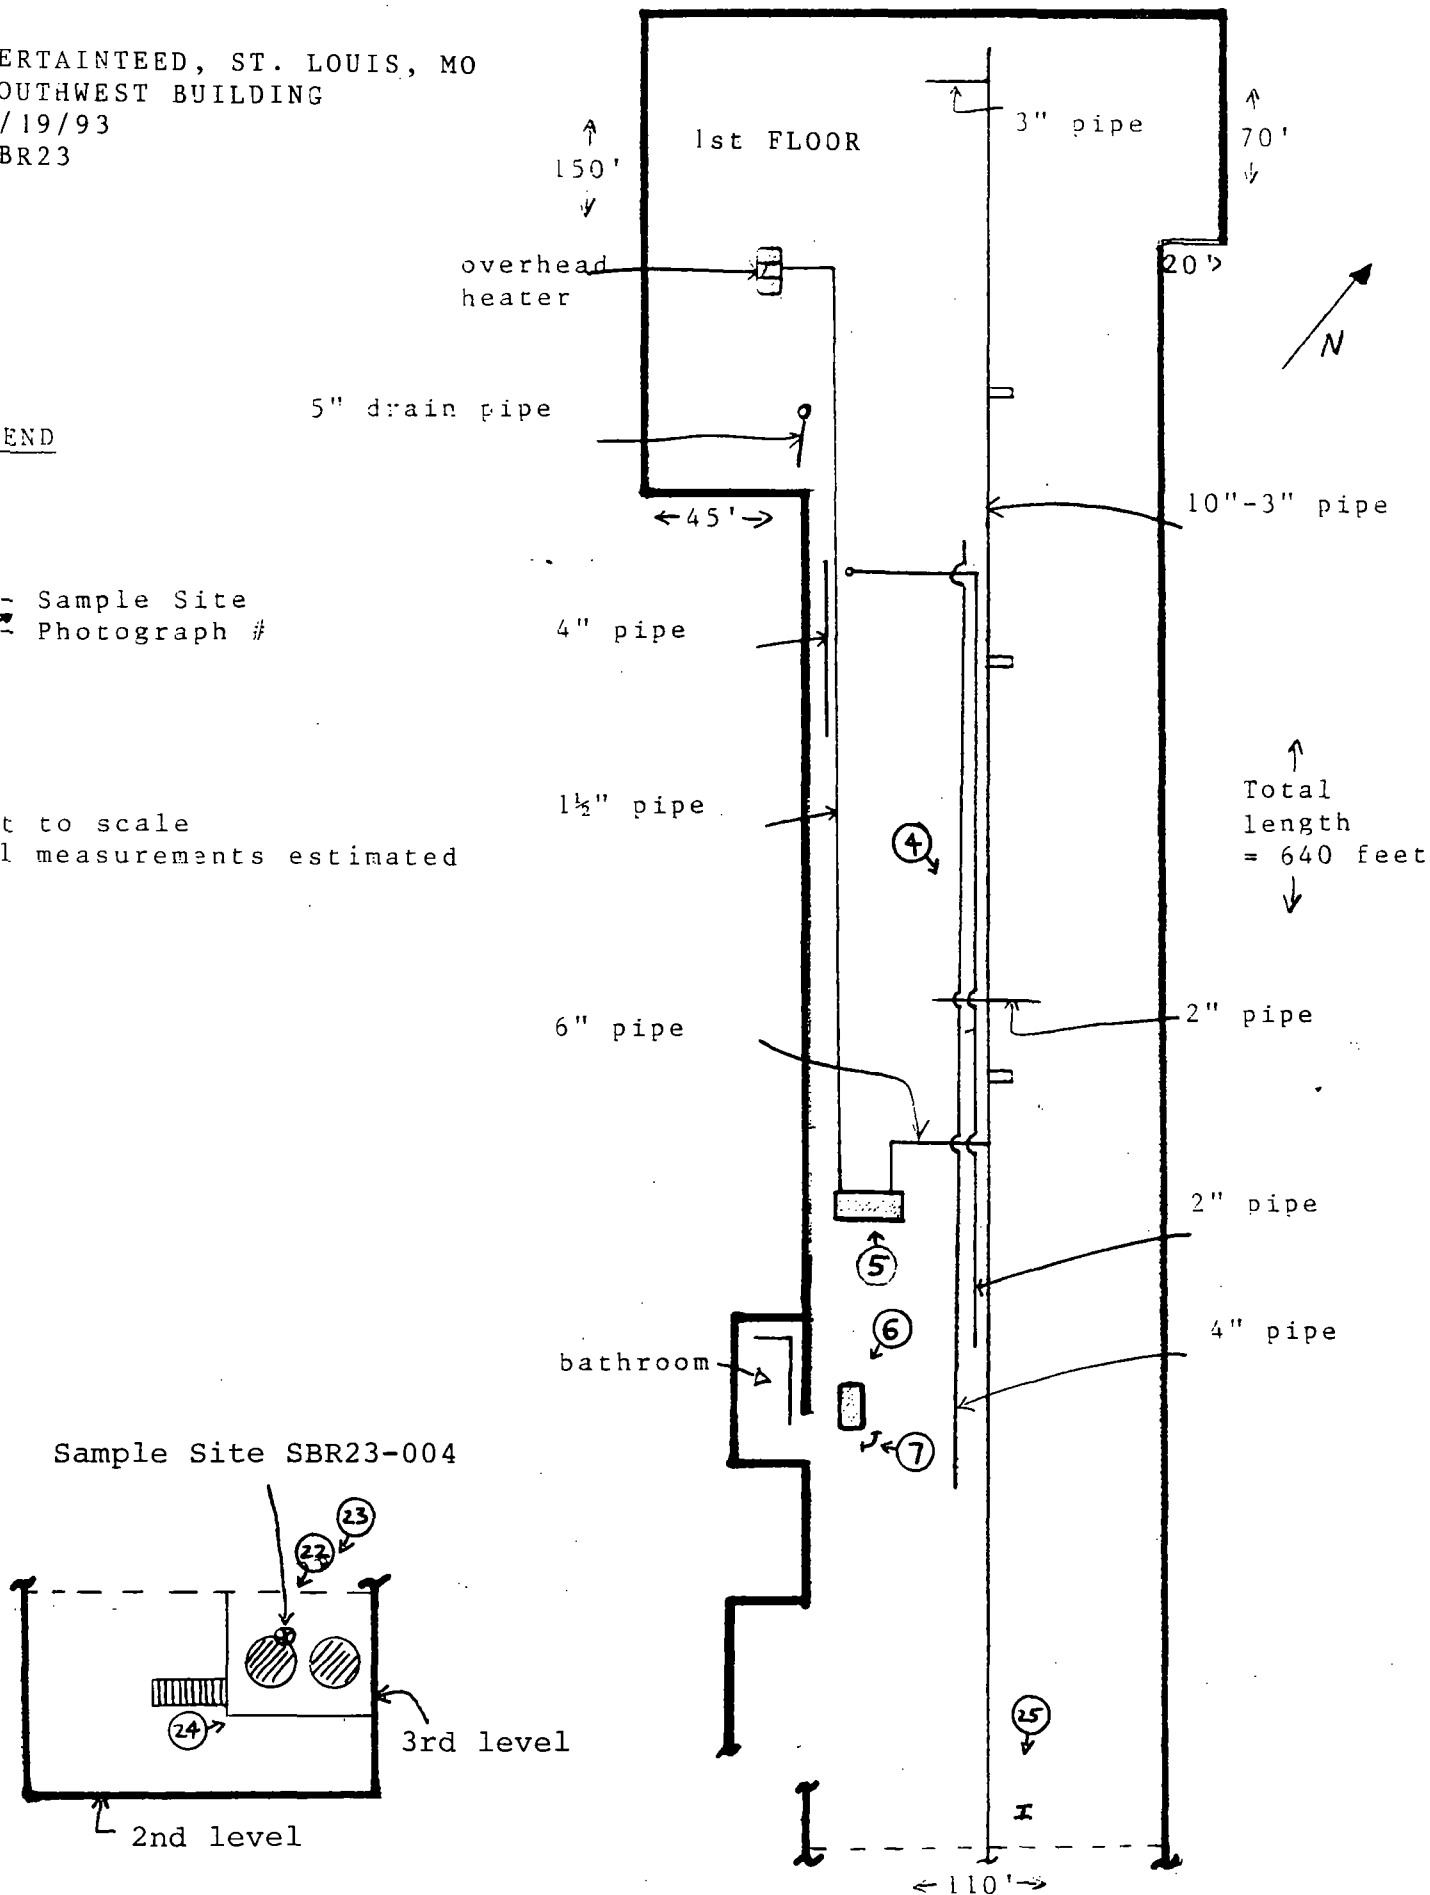 ERTAINTEED, ST. LOUIS, MO
OUTHWEST BUILDING
/19/93
BR23
1st FLOOR
3" pipe
150'
70'
20'
overhead
heater
N
5" drain pipe
END
45'
10"-3" pipe
- Sample Site
- Photograph #
4" pipe
1½" pipe
Total
length
= 640 feet
t to scale
l measurements estimated
4
6" pipe
2" pipe
2" pipe
5
6
4" pipe
bathroom
7
Sample Site SBR23-004
23
22
24
3rd level
25
I
2nd level
110'